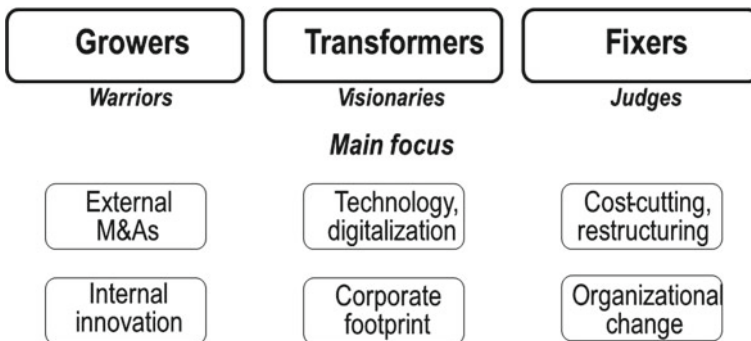 Growers Transformers Fixers
Warriors Visionaries Judges
Main focus
External Technology, Cost-cutting,
M&As digitalization restructuring
Internal Corporate Organizational
innovation footprint change